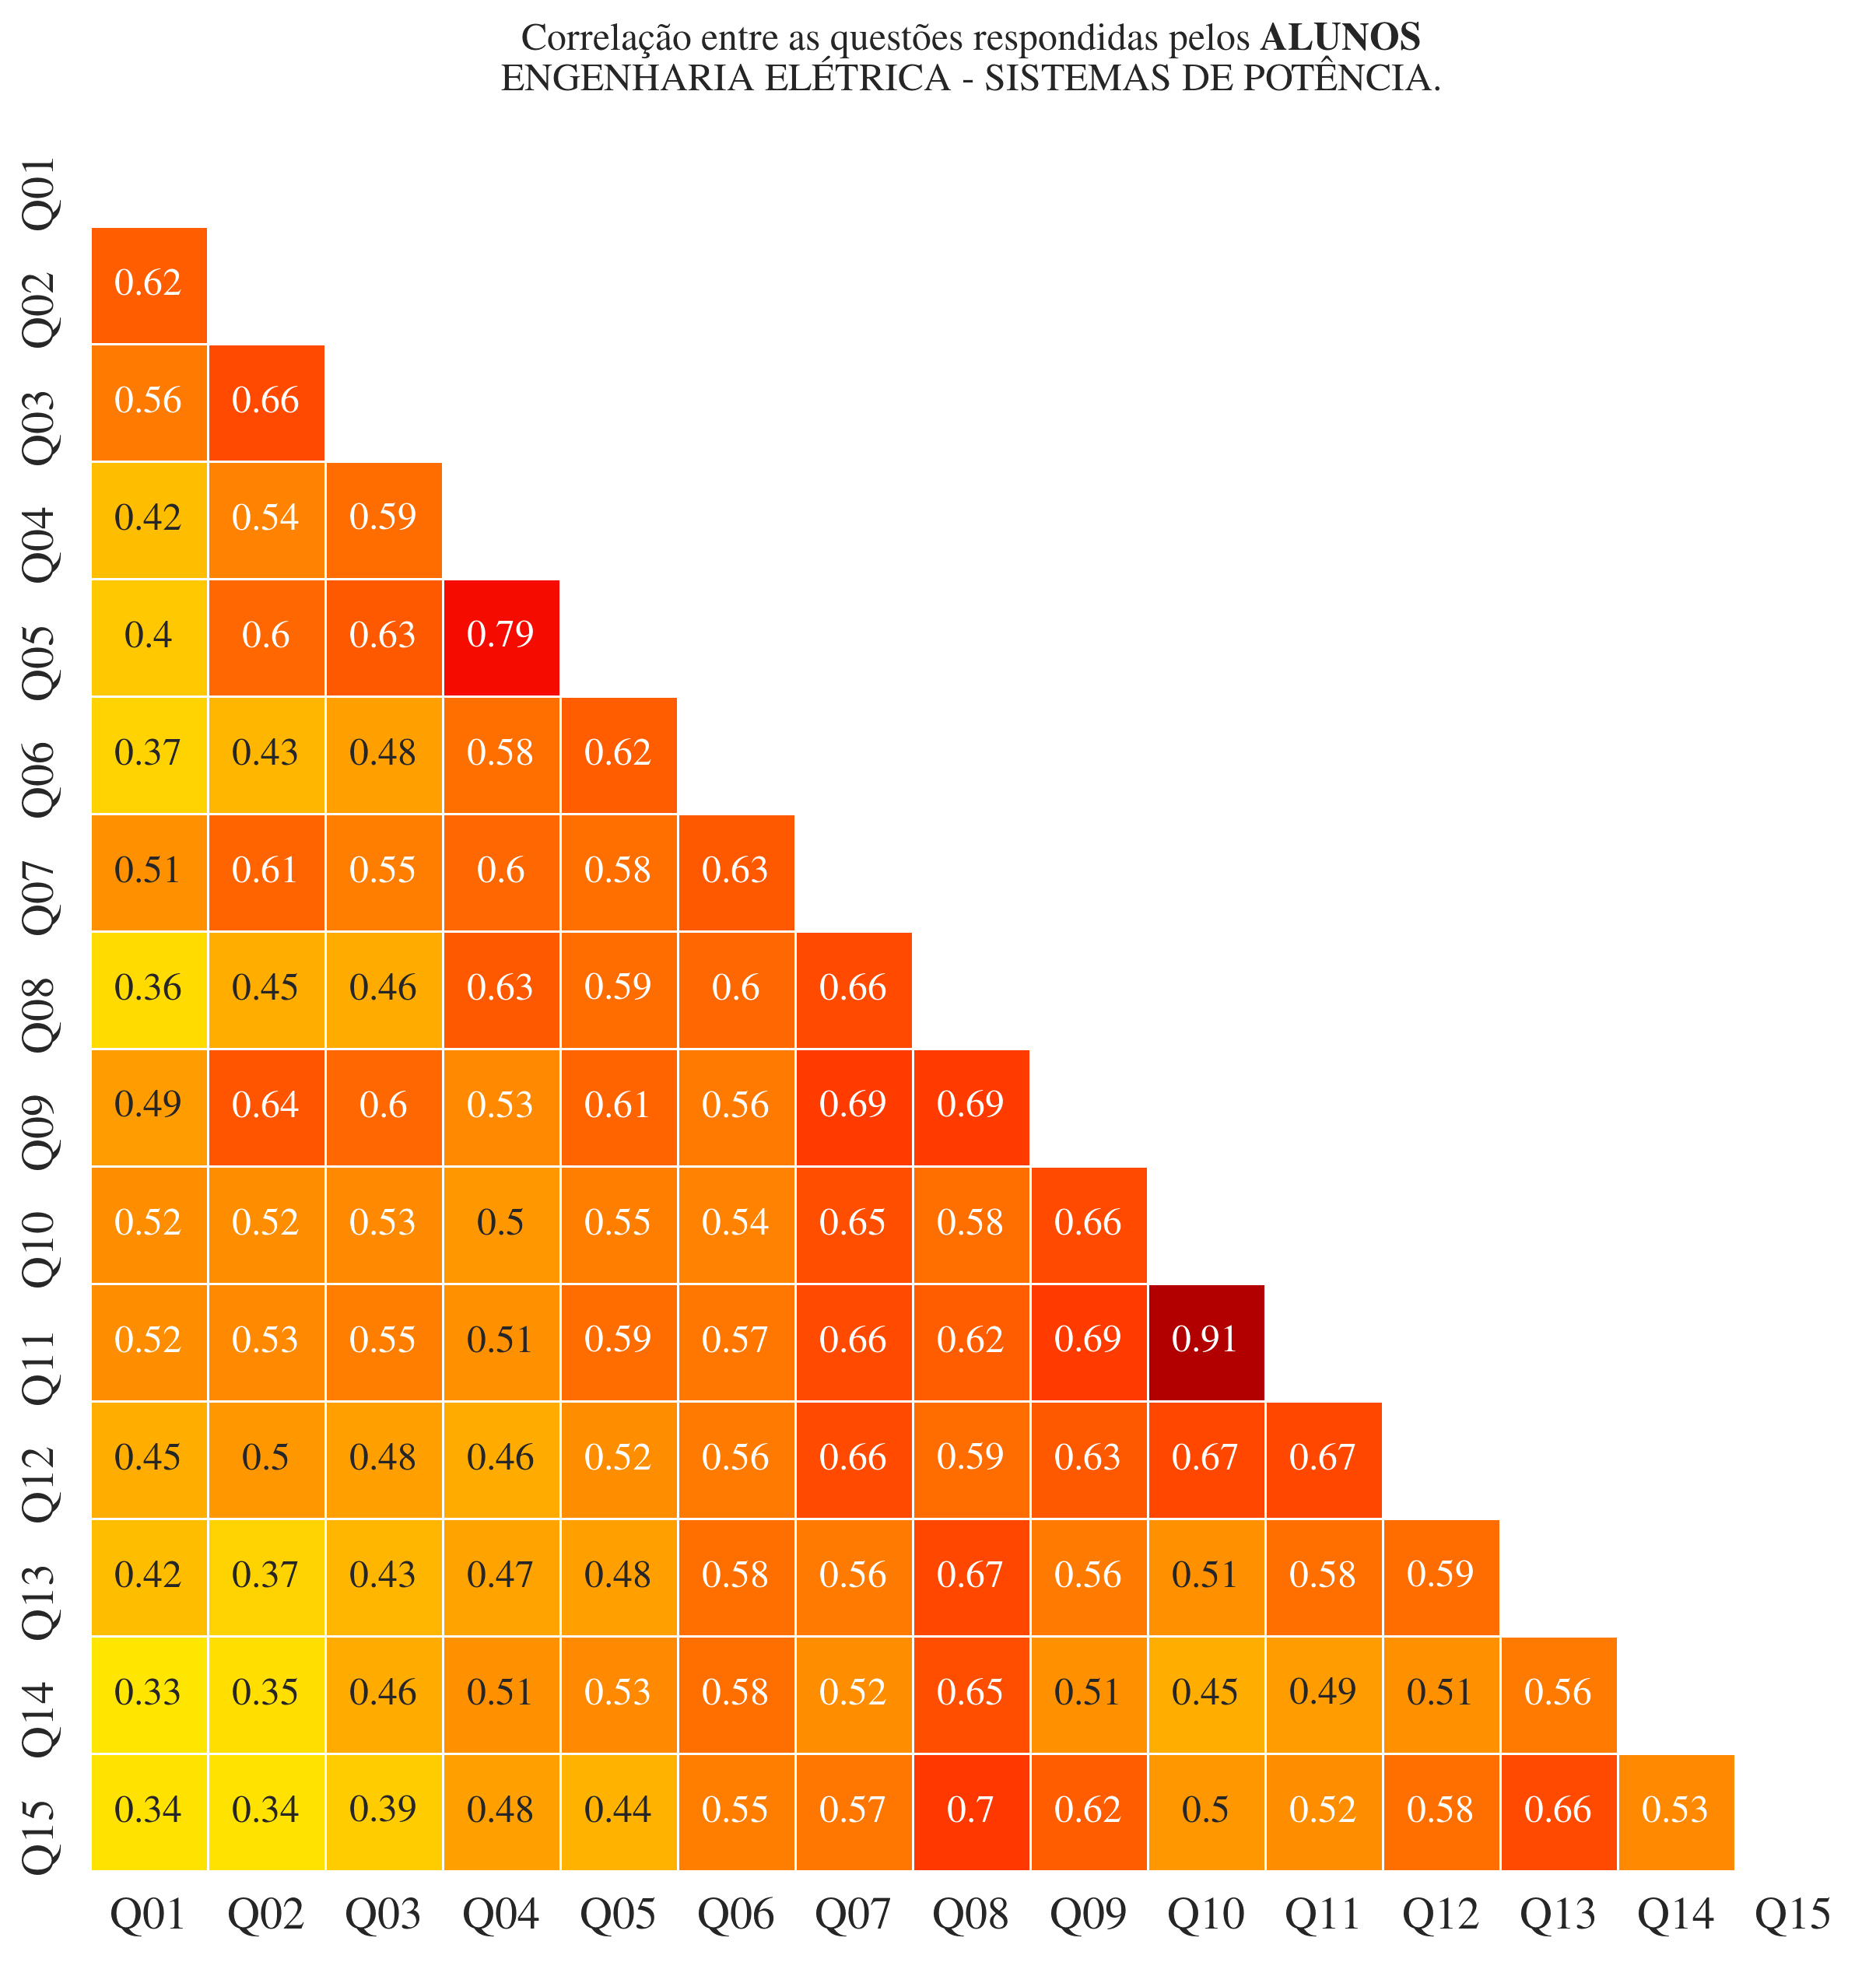 Correlação entre as questões respondidas pelos ALUNOS
ENGENHARIA ELÉTRICA - SISTEMAS DE POTÊNCIA.
Q01
Q02 0.62
Q03 0.56 0.66
Q04 0.42 0.54 0.59
Q05 0.4 0.6 0.63 0.79
Q06 0.37 0.43 0.48 0.58 0.62
Q07 0.51 0.61 0.55 0.6 0.58 0.63
Q08 0.36 0.45 0.46 0.63 0.59 0.6 0.66
Q09 0.49 0.64 0.6 0.53 0.61 0.56 0.69 0.69
Q10 0.52 0.52 0.53 0.5 0.55 0.54 0.65 0.58 0.66
Q11 0.52 0.53 0.55 0.51 0.59 0.57 0.66 0.62 0.69 0.91
Q12 0.45 0.5 0.48 0.46 0.52 0.56 0.66 0.59 0.63 0.67 0.67
Q13 0.42 0.37 0.43 0.47 0.48 0.58 0.56 0.67 0.56 0.51 0.58 0.59
Q14 0.33 0.35 0.46 0.51 0.53 0.58 0.52 0.65 0.51 0.45 0.49 0.51 0.56
Q15 0.34 0.34 0.39 0.48 0.44 0.55 0.57 0.7 0.62 0.5 0.52 0.58 0.66 0.53
Q01 Q02 Q03 Q04 Q05 Q06 Q07 Q08 Q09 Q10 Q11 Q12 Q13 Q14 Q15